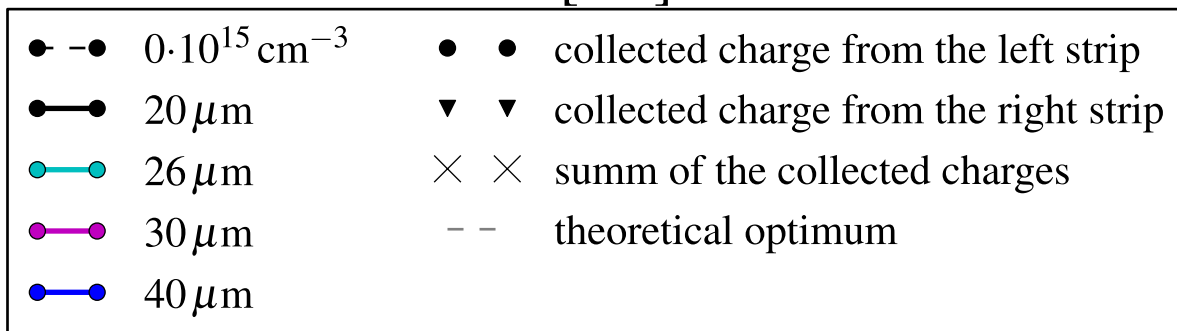 0·10¹⁵ cm⁻³
20 µm
26 µm
30 µm
40 µm
collected charge from the left strip
collected charge from the right strip
summ of the collected charges
theoretical optimum